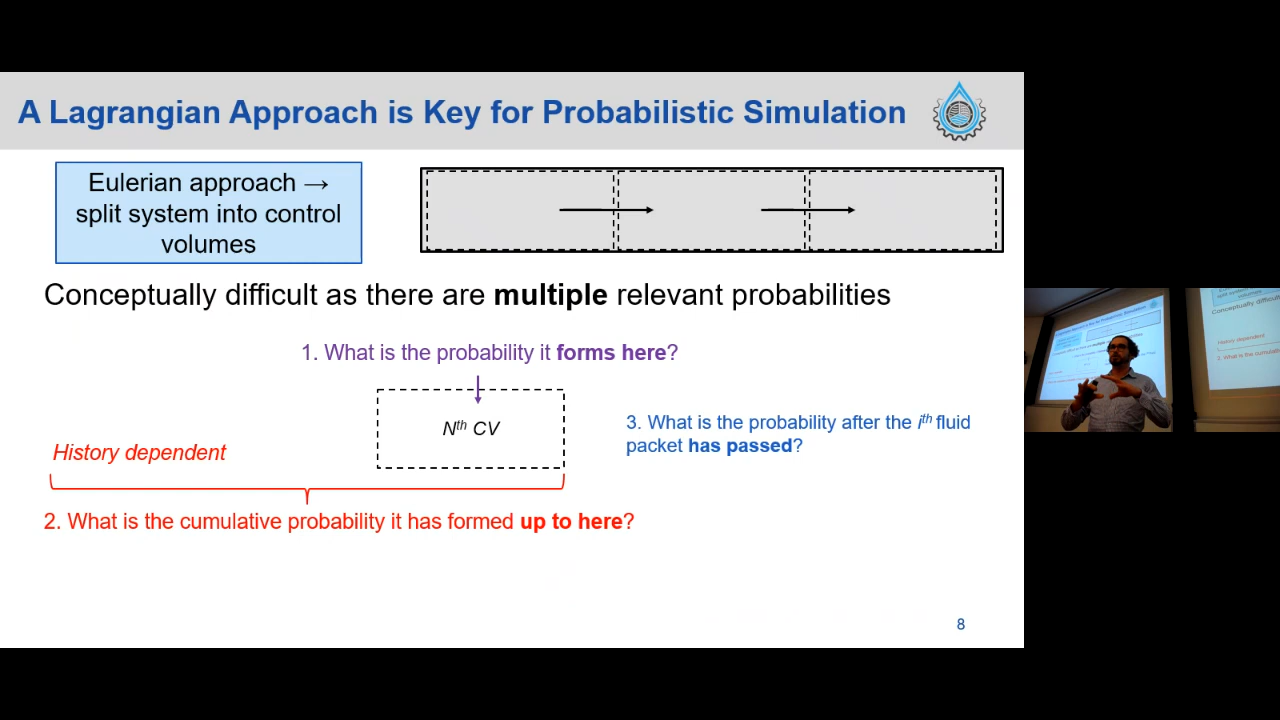 A Lagrangian Approach is Key for Probabilistic Simulation
Eulerian approach →
split system into control
volumes
Conceptually difficult as there are multiple relevant probabilities
1. What is the probability it forms here?
Nth CV
3. What is the probability after the ith fluid
packet has passed?
History dependent
2. What is the cumulative probability it has formed up to here?
8